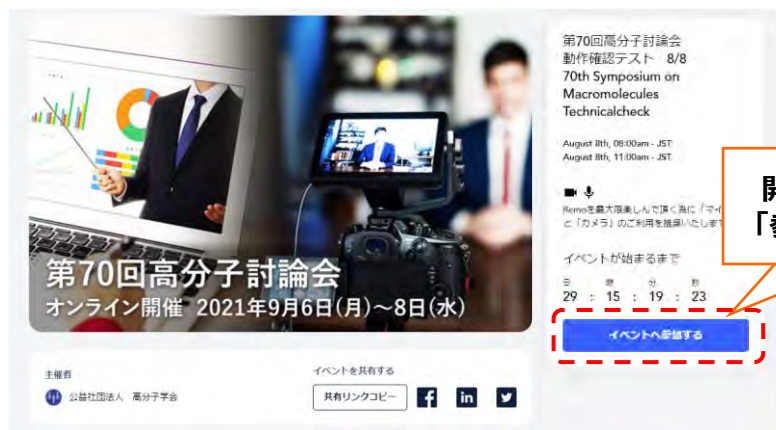 第70回高分子討論会
動作確認テスト 8/8
70th Symposium on
Macromolecules
Technicalcheck
August 8th, 08:00am - JST
August 8th, 11:00am - JST
Remoを最大限楽しんで頂く為に「マイ
と「カメラ」のご利用を推奨いたします
開
「参
イベントが始まるまで
日 時 分 秒
29 : 15 : 19 : 23
イベントへ参加する
第70回高分子討論会
オンライン開催 2021年9月6日(月)～8日(水)
主催者
公益社団法人 高分子学会
イベントを共有する
共有リンクコピー
f
in